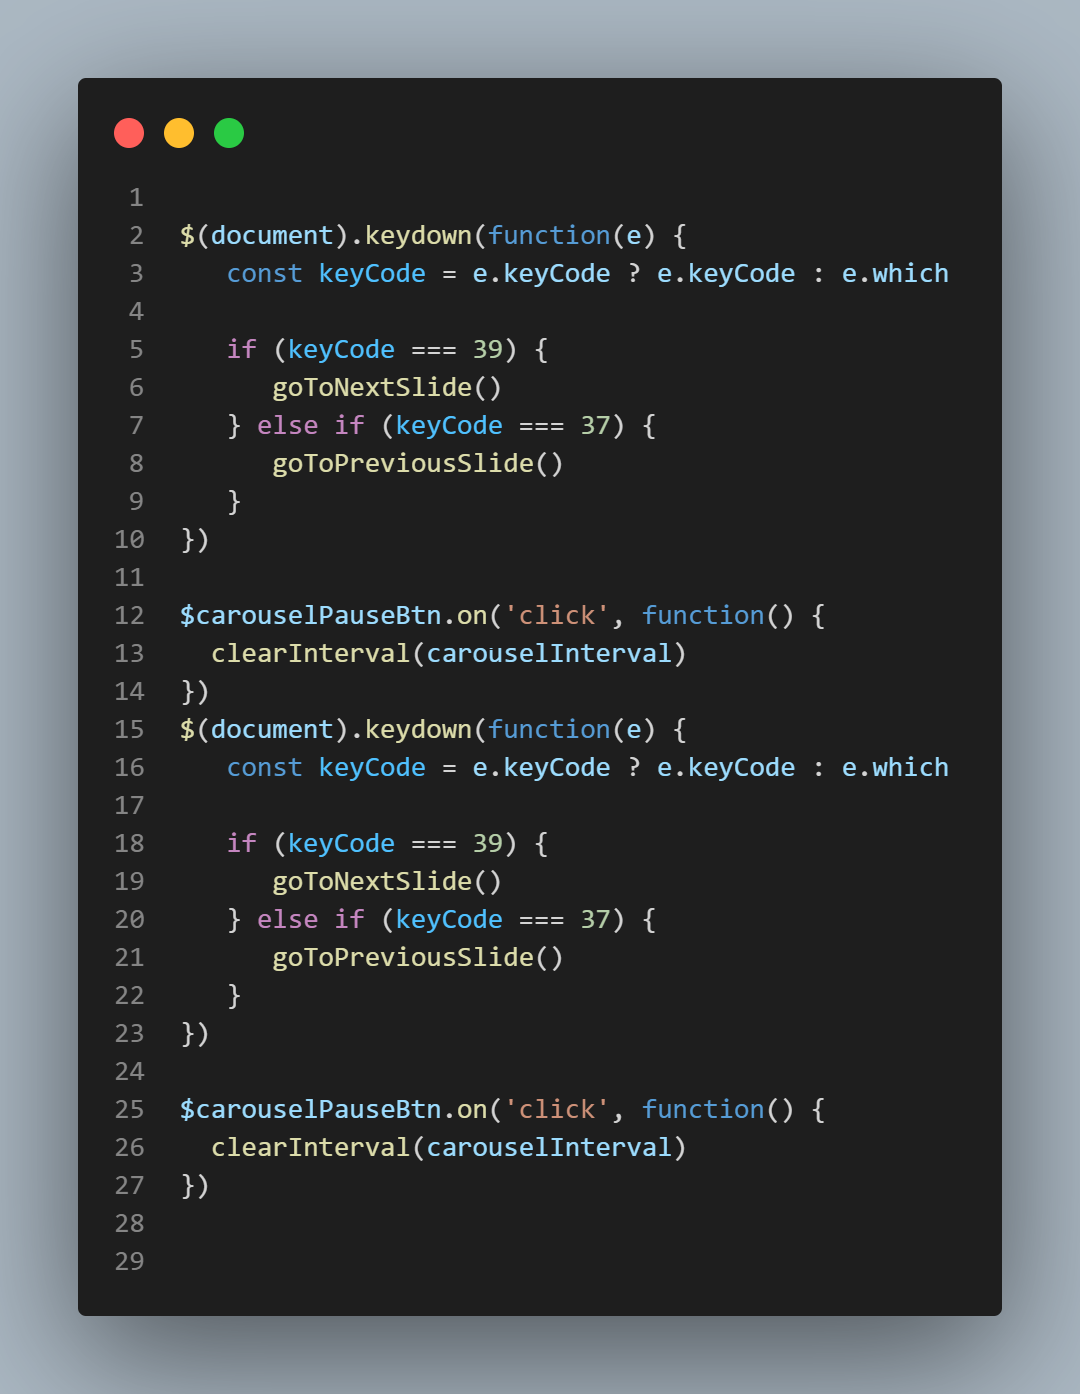 1
2 $(document).keydown(function(e) {
3    const keyCode = e.keyCode ? e.keyCode : e.which
4
5    if (keyCode === 39) {
6       goToNextSlide()
7    } else if (keyCode === 37) {
8       goToPreviousSlide()
9    }
10 })
11
12 $carouselPauseBtn.on('click', function() {
13   clearInterval(carouselInterval)
14 })
15 $(document).keydown(function(e) {
16    const keyCode = e.keyCode ? e.keyCode : e.which
17
18    if (keyCode === 39) {
19       goToNextSlide()
20    } else if (keyCode === 37) {
21       goToPreviousSlide()
22    }
23 })
24
25 $carouselPauseBtn.on('click', function() {
26   clearInterval(carouselInterval)
27 })
28
29